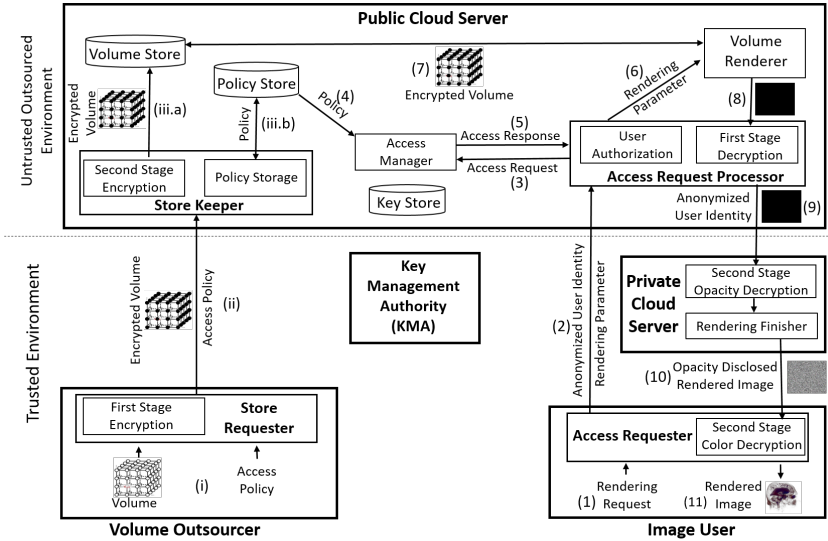 Public Cloud Server
Untrusted Outsourced
Environment
Volume Store
Policy Store
Encrypted
Volume
(iii.a)
Policy
(iii.b)
(4)
Policy
(7)
Encrypted Volume
(6)
Rendering
Parameter
Volume
Renderer
(8)
Second Stage
Encryption
Policy Storage
Store Keeper
Access
Manager
Key Store
(5)
Access Response
Access Request
(3)
User
Authorization
First Stage
Decryption
Access Request Processor
Anonymized
User Identity
(9)
Trusted Environment
Encrypted Volume
Access Policy
(ii)
Key
Management
Authority
(KMA)
(2)
Anonymized User Identity
Rendering Parameter
Private
Cloud
Server
Second Stage
Opacity Decryption
Rendering Finisher
(10)
Opacity Disclosed
Rendered Image
First Stage
Encryption
Store
Requester
Volume
(i)
Access
Policy
Volume Outsourcer
Access Requester
Second Stage
Color Decryption
(1)
Rendering
Request
(11)
Rendered
Image
Image User